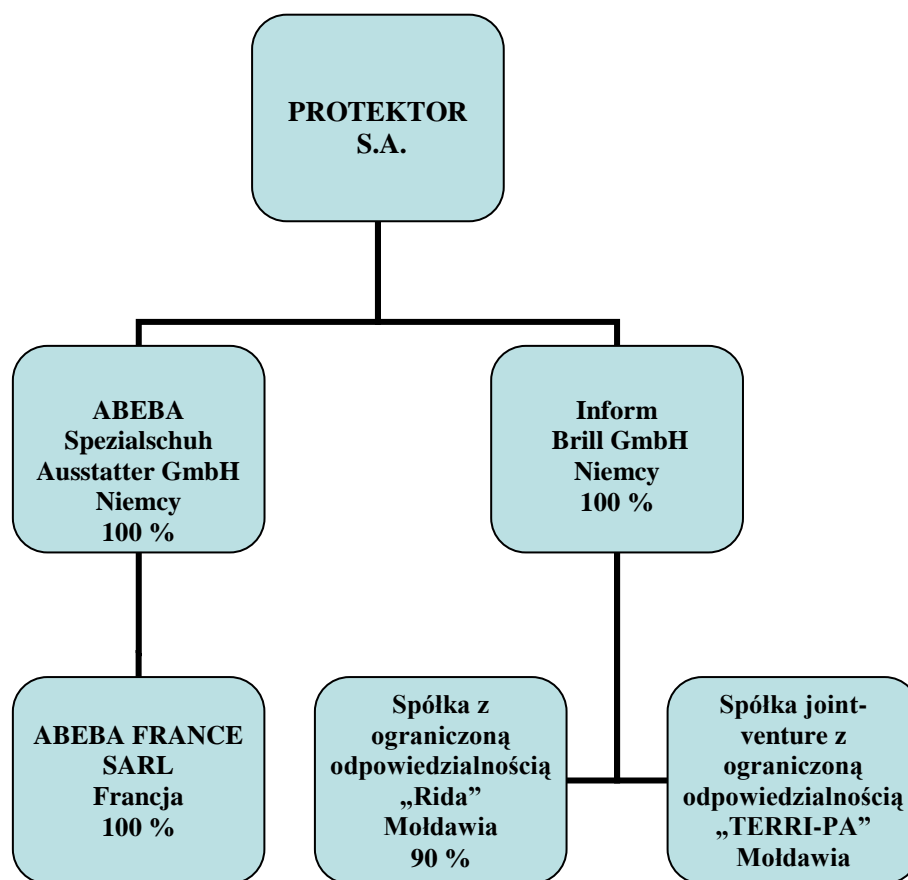 PROTEKTOR
S.A.
ABEBA
Spezialschuh
Ausstatter GmbH
Niemcy
100 %
Inform
Brill GmbH
Niemcy
100 %
ABEBA FRANCE
SARL
Francja
100 %
Spółka z
ograniczoną
odpowiedzialnością
„Rida”
Mołdawia
90 %
Spółka joint-
venture z
ograniczoną
odpowiedzialnością
„TERRI-PA”
Mołdawia